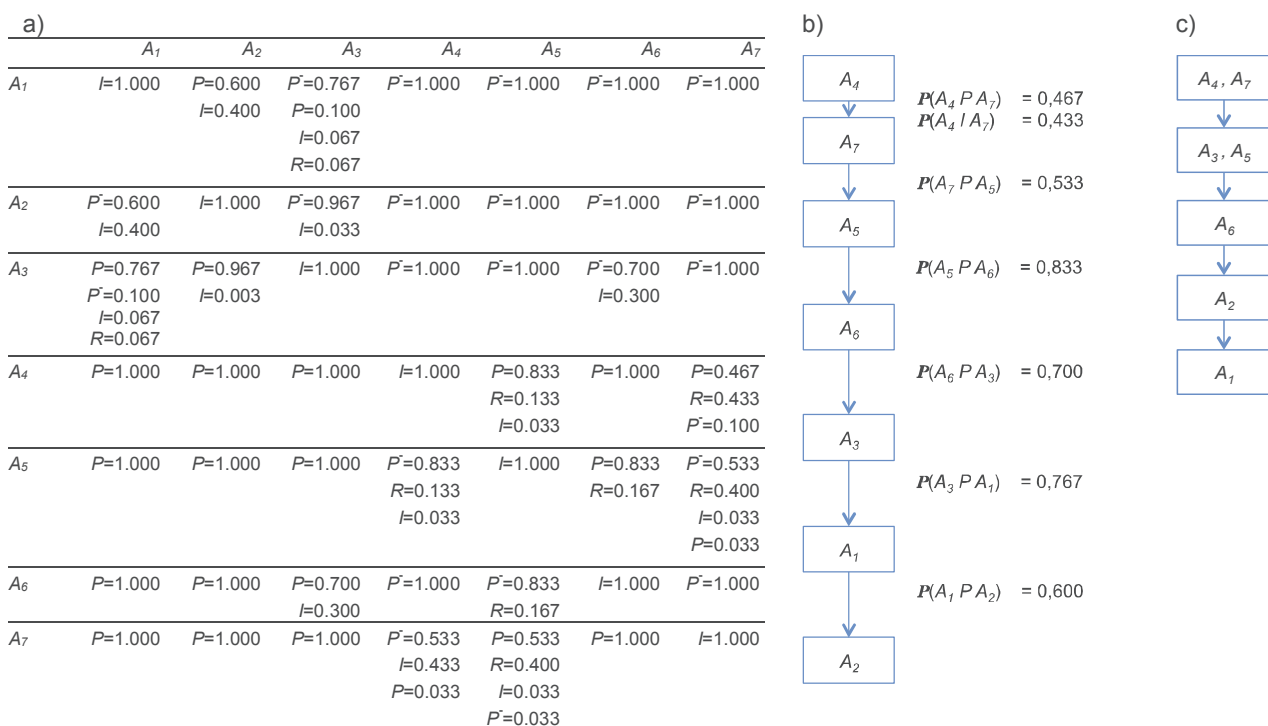 a)
A1 A2 A3 A4 A5 A6 A7
A1 I=1.000 P=0.600 P-=0.767 P-=1.000 P-=1.000 P-=1.000 P-=1.000
I=0.400 P=0.100
I=0.067
R=0.067
A2 P-=0.600 I=1.000 P-=0.967 P-=1.000 P-=1.000 P-=1.000 P-=1.000
I=0.400 I=0.033
A3 P=0.767 P=0.967 I=1.000 P-=1.000 P-=1.000 P-=0.700 P-=1.000
P-=0.100 I=0.003 I=0.300
I=0.067
R=0.067
A4 P=1.000 P=1.000 P=1.000 I=1.000 P=0.833 P=1.000 P=0.467
R=0.133 R=0.433
I=0.033 P-=0.100
A5 P=1.000 P=1.000 P=1.000 P-=0.833 I=1.000 P=0.833 P-=0.533
R=0.133 R=0.167 R=0.400
I=0.033 I=0.033
P=0.033
A6 P=1.000 P=1.000 P=0.700 P-=1.000 P-=0.833 I=1.000 P-=1.000
I=0.300 R=0.167
A7 P=1.000 P=1.000 P=1.000 P-=0.533 P=0.533 P=1.000 I=1.000
I=0.433 R=0.400
P=0.033 I=0.033
P-=0.033
b)
A4
P(A4 P A7) = 0,467
P(A4 I A7) = 0,433
A7
P(A7 P A5) = 0,533
A5
P(A5 P A6) = 0,833
A6
P(A6 P A3) = 0,700
A3
P(A3 P A1) = 0,767
A1
P(A1 P A2) = 0,600
A2
c)
A4 , A7
A3 , A5
A6
A2
A1